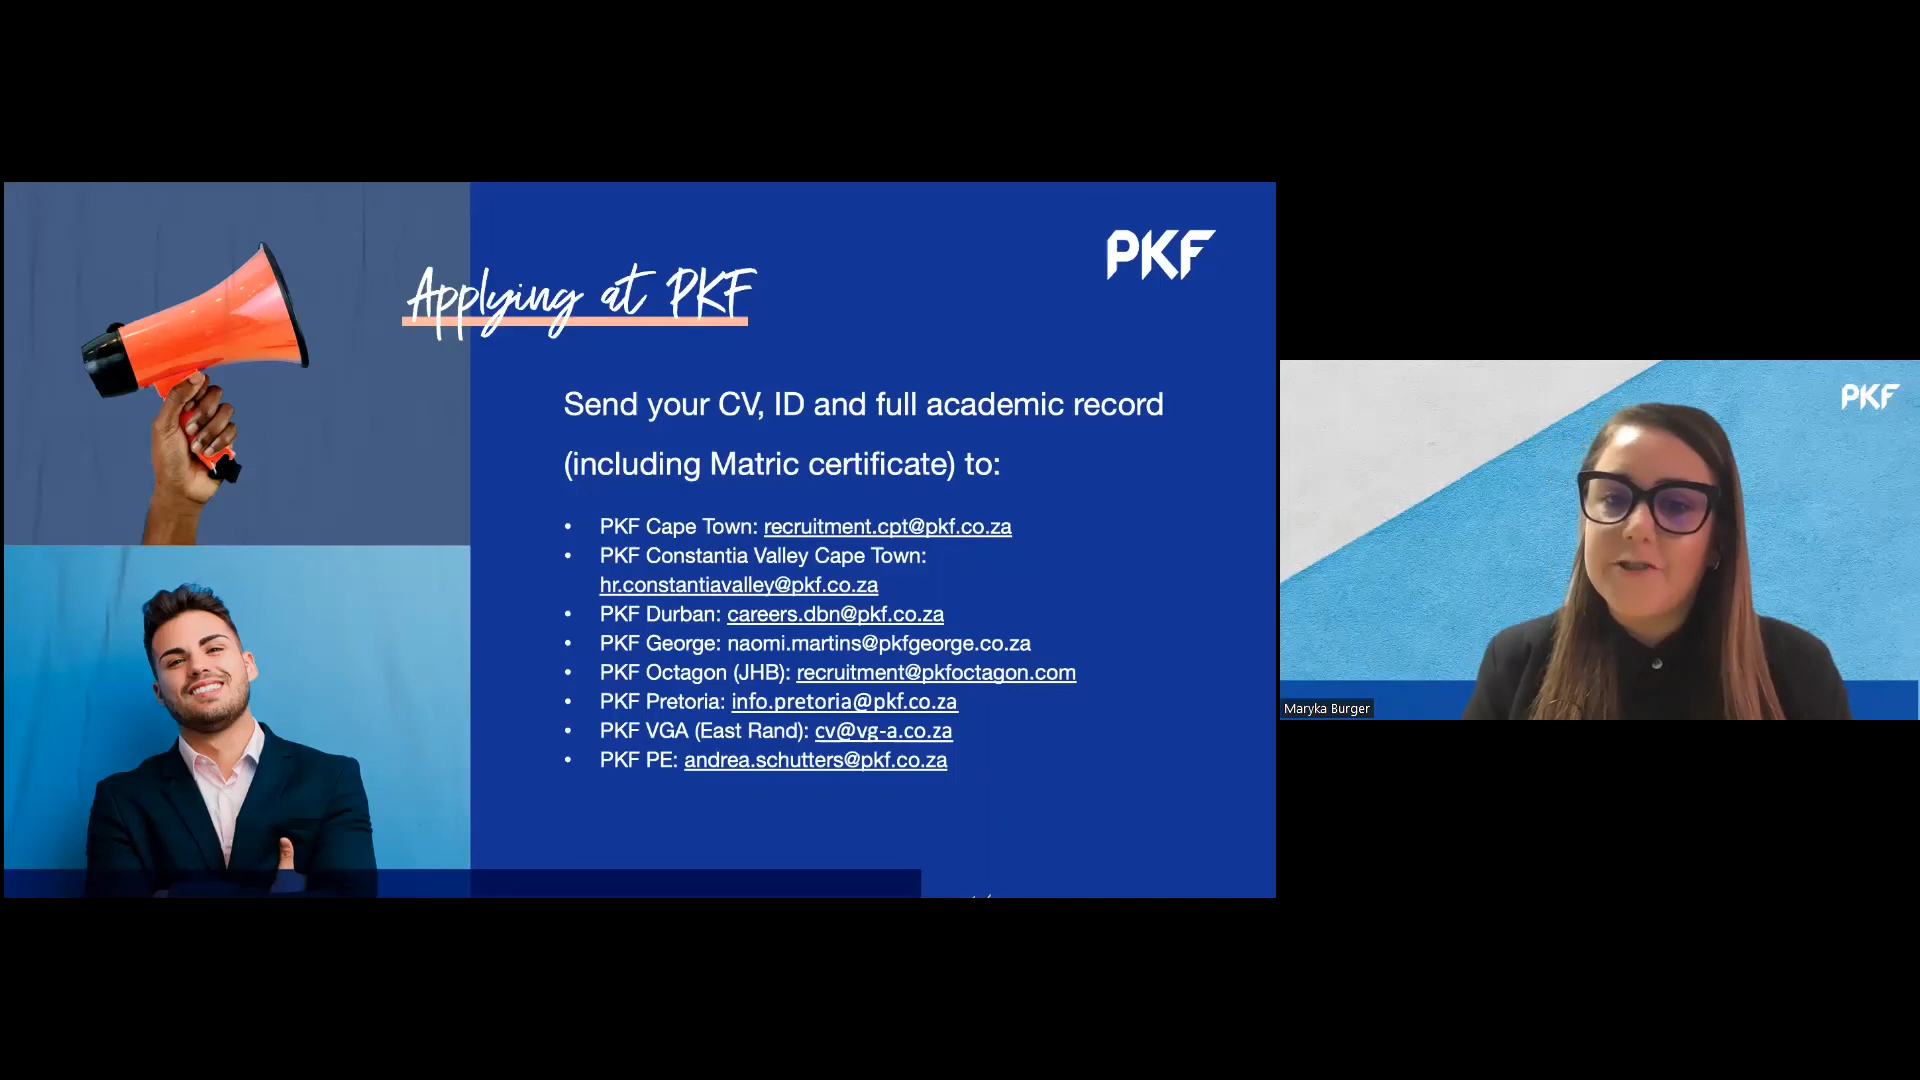 PKF
Applying at PKF
Send your CV, ID and full academic record
(including Matric certificate) to:
• PKF Cape Town: recruitment.cpt@pkf.co.za
• PKF Constantia Valley Cape Town:
hr.constantiavalley@pkf.co.za
• PKF Durban: careers.dbn@pkf.co.za
• PKF George: naomi.martins@pkfgeorge.co.za
• PKF Octagon (JHB): recruitment@pkfoctagon.com
• PKF Pretoria: info.pretoria@pkf.co.za
• PKF VGA (East Rand): cv@vg-a.co.za
• PKF PE: andrea.schutters@pkf.co.za
PKF
Maryka Burger